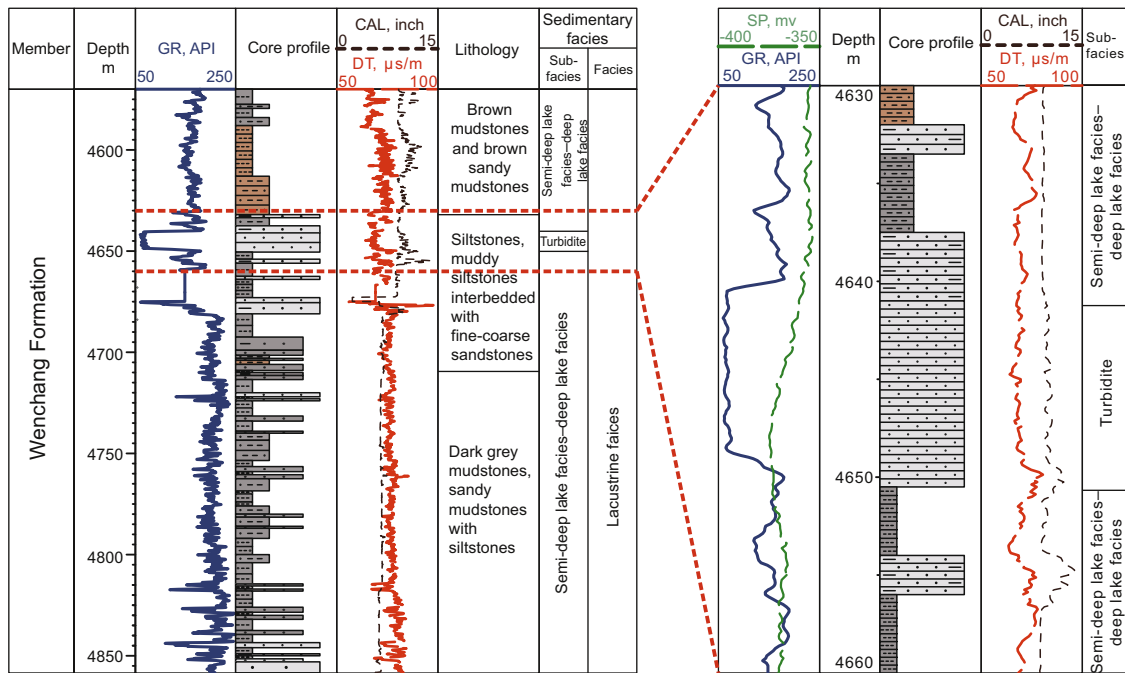 Member
Depth
m
GR, API
50
250
Core profile
CAL, inch
0
15
DT, μs/m
50
100
Lithology
Sedimentary
facies
Sub-
facies
Facies
Wenchang Formation
4600
4650
4700
4750
4800
4850
Brown
mudstones
and brown
sandy
mudstones
Siltstones,
muddy
siltstones
interbedded
with
fine-coarse
sandstones
Dark grey
mudstones,
sandy
mudstones
with
siltstones
Semi-deep lake
facies–deep
lake facies
Turbidite
Semi-deep lake facies–deep lake facies
Lacustrine faices
SP, mv
-400
-350
GR, API
50
250
Depth
m
Core profile
CAL, inch
0
15
DT, μs/m
50
100
Sub-
facies
4630
4640
4650
4660
Semi-deep lake facies–
deep lake facies
Turbidite
Semi-deep lake facies–
deep lake facies